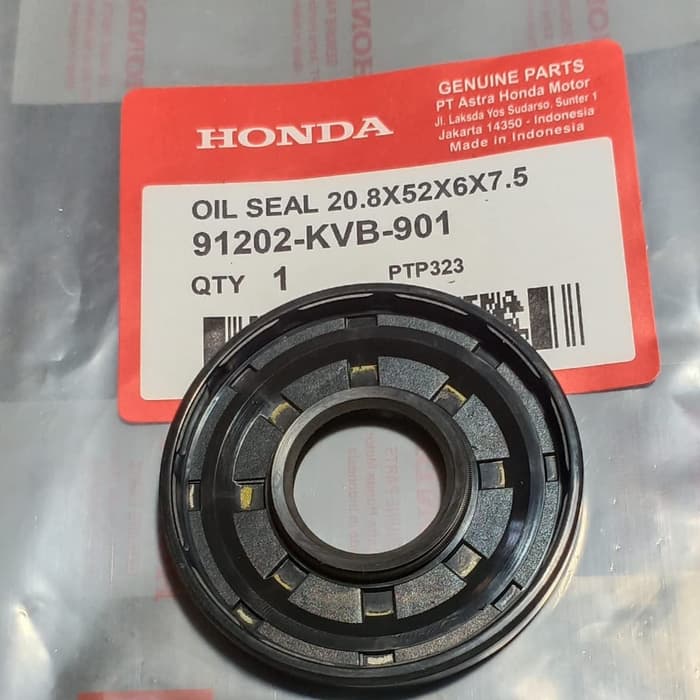 HONDA
GENUINE PARTS
PT Astra Honda Motor
Jl. Laksda Yos Sudarso, Sunter 1
Jakarta 14350 - Indonesia
Made in Indonesia
OIL SEAL 20.8X52X6X7.5
91202-KVB-901
QTY 1 PTP323